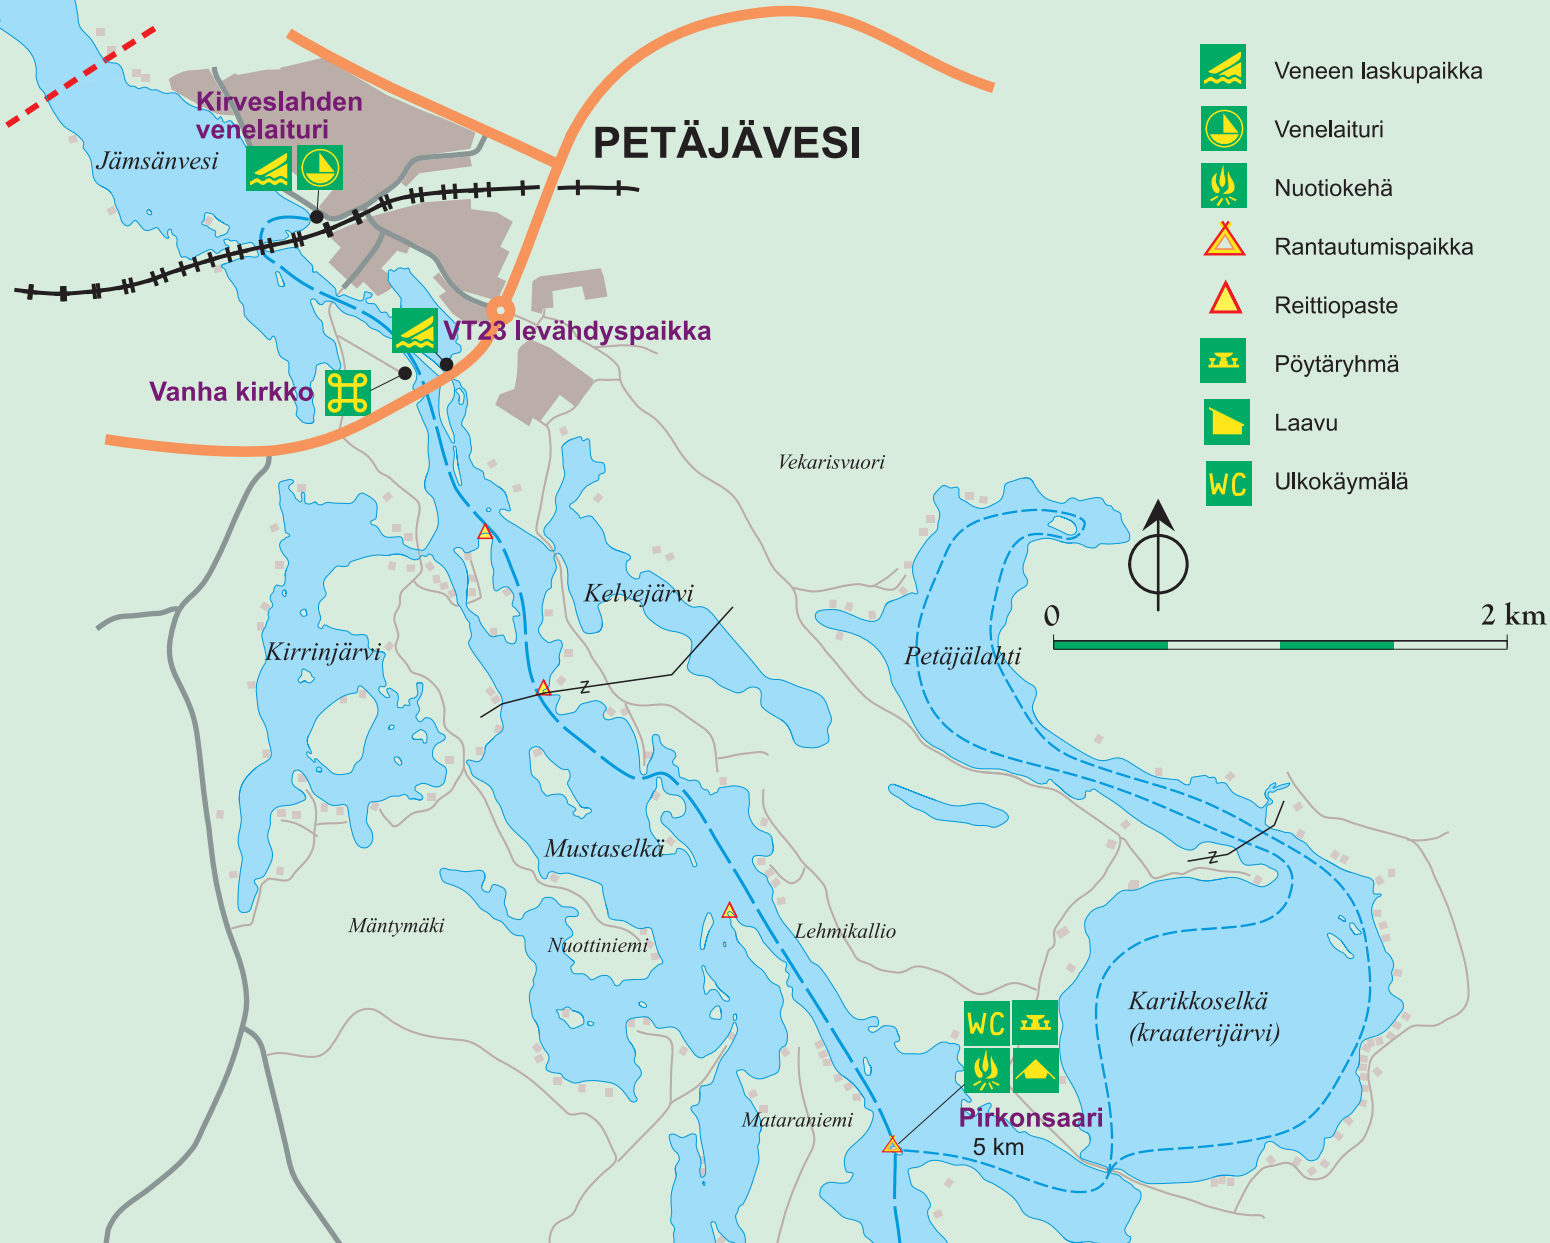 Kirveslahden
venelaituri
Jämsänvesi
PETÄJÄVESI
VT23 levähdyspaikka
Vanha kirkko
Veneen laskupaikka
Venelaituri
Nuotiokehä
Rantautumispaikka
Reittiopaste
Pöytäryhmä
Laavu
WC
Ulkokäymälä
0
2 km
Vekarisvuori
Kelvejärvi
Kirrinjärvi
Petäjälahti
Z
Z
Mustaselkä
Mäntymäki
Nuottiniemi
Lehmikallio
Karikkoselkä
(kraaterijärvi)
WC
Mataraniemi
Pirkonsaari
5 km